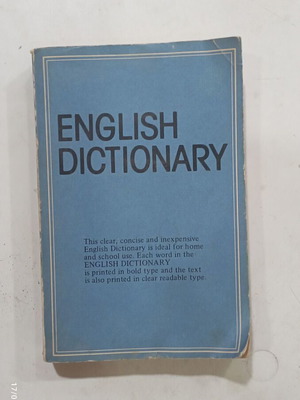 ENGLISH
DICTIONARY
This clear, concise and inexpensive
English Dictionary is ideal for home
and school use. Each word in the
ENGLISH DICTIONARY
is printed in bold type and the text
is also printed in clear readable type.